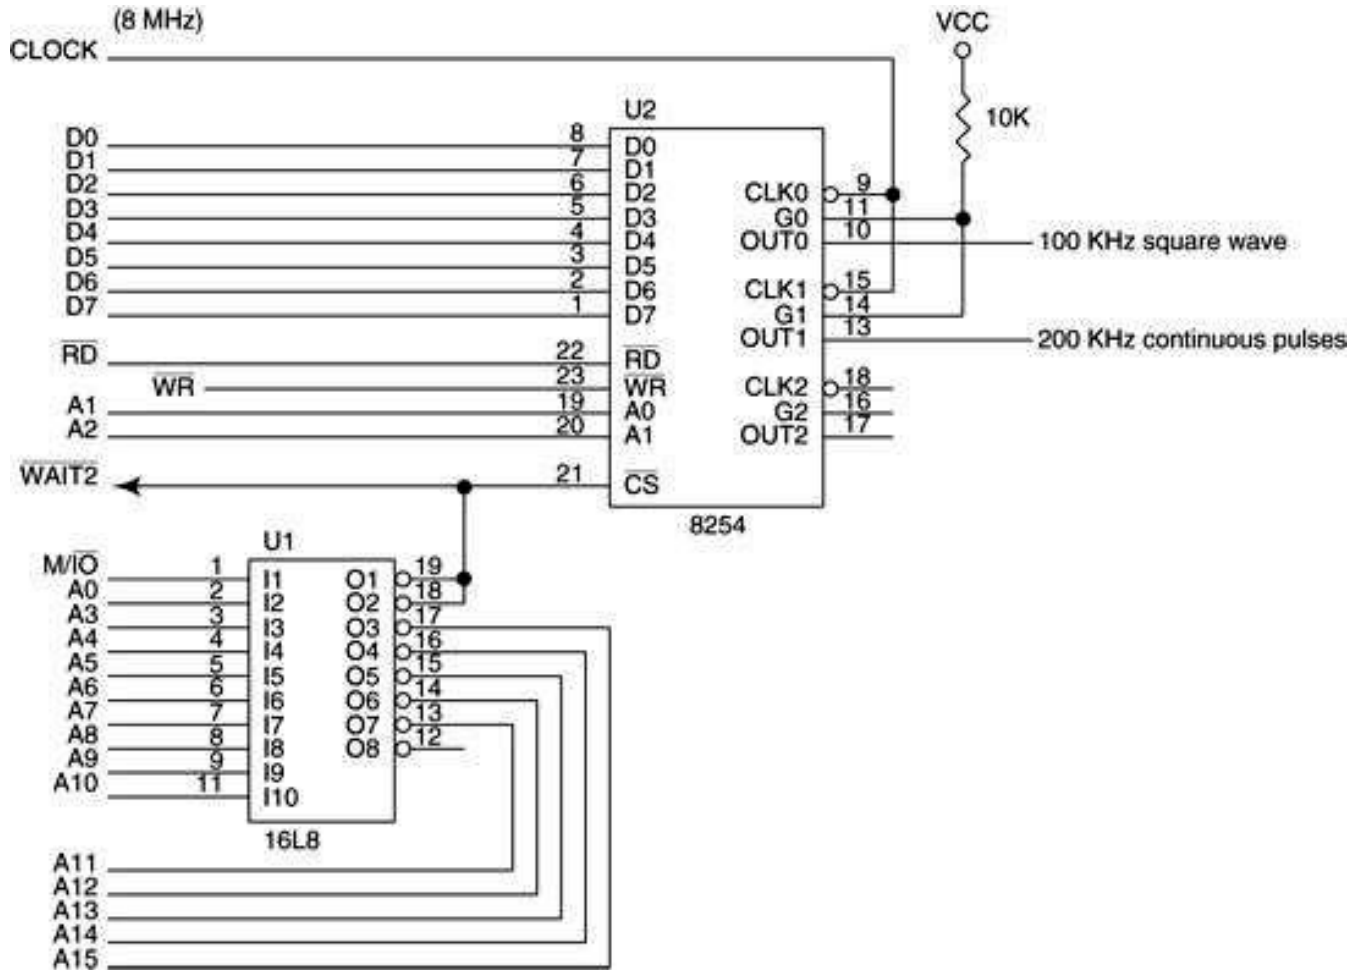 (8 MHz)
CLOCK
VCC
10K
U2
D0 8 D0
D1 7 D1
D2 6 D2
D3 5 D3
D4 4 D4
D5 3 D5
D6 2 D6
D7 1 D7
CLK0 9
G0 11
OUT0 10 100 KHz square wave
CLK1 15
G1 14
OUT1 13 200 KHz continuous pulses
RD 22 RD
WR 23 WR
A1 19 A0
A2 20 A1
CLK2 18
G2 16
OUT2 17
WAIT2 21 CS
8254
U1
M/IO 1 I1 O1 19
A0 2 I2 O2 18
A3 3 I3 O3 17
A4 4 I4 O4 16
A5 5 I5 O5 15
A6 6 I6 O6 14
A7 7 I7 O7 13
A8 8 I8 O8 12
A9 9 I9
A10 11 I10
16L8
A11
A12
A13
A14
A15